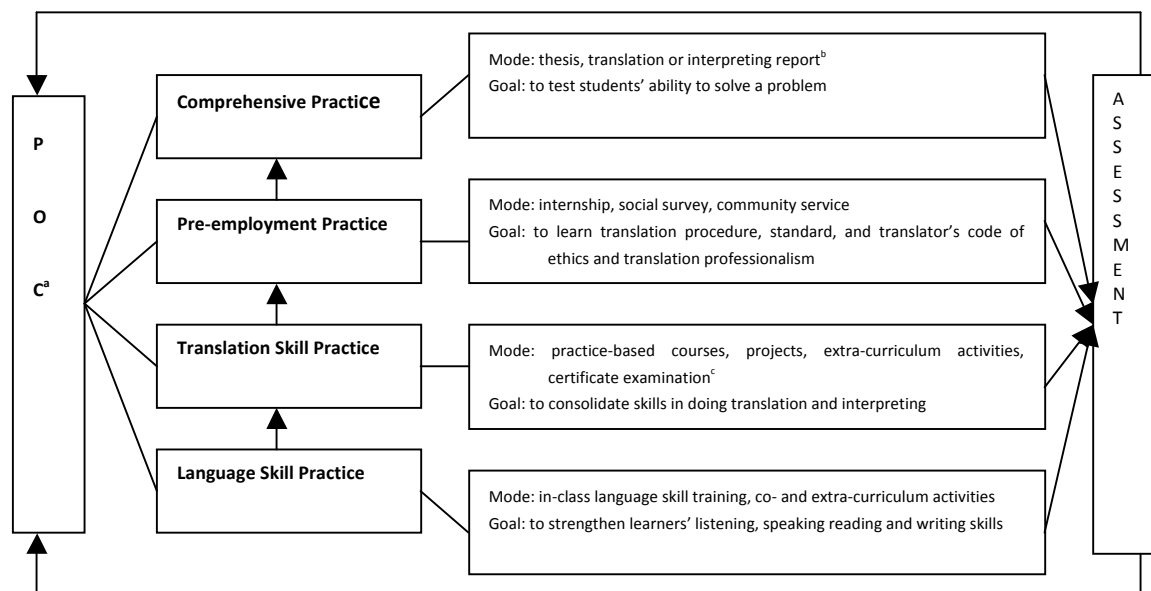 P
O
Cᵃ
Comprehensive Practice
Mode: thesis, translation or interpreting reportᵇ
Goal: to test students’ ability to solve a problem
Pre-employment Practice
Mode: internship, social survey, community service
Goal: to learn translation procedure, standard, and translator’s code of
ethics and translation professionalism
Translation Skill Practice
Mode: practice-based courses, projects, extra-curriculum activities,
certificate examinationᶜ
Goal: to consolidate skills in doing translation and interpreting
Language Skill Practice
Mode: in-class language skill training, co- and extra-curriculum activities
Goal: to strengthen learners’ listening, speaking reading and writing skills
A
S
S
E
S
S
M
E
N
T